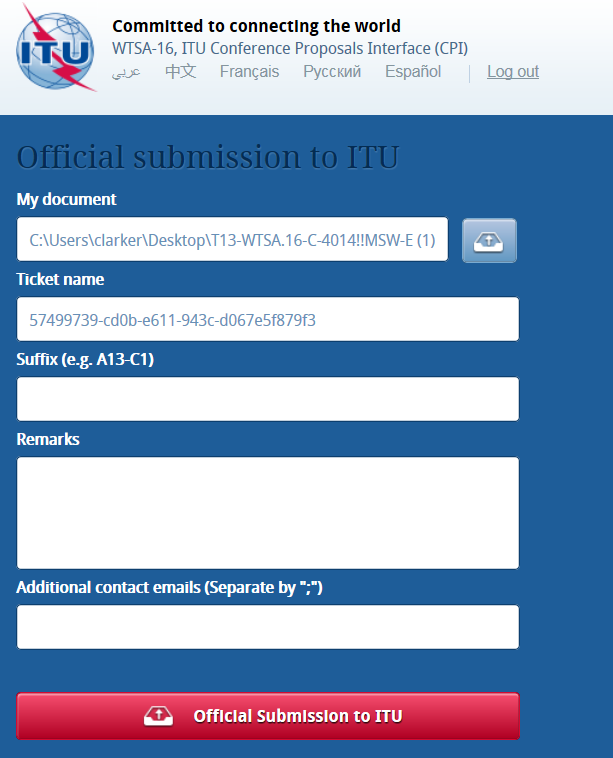 ITU
Committed to connecting the world
WTSA-16, ITU Conference Proposals Interface (CPI)
عربي 中文 Français Русский Español Log out
Official submission to ITU
My document
C:\Users\clarker\Desktop\T13-WTSA.16-C-4014!!MSW-E (1)
Ticket name
57499739-cd0b-e611-943c-d067e5f879f3
Suffix (e.g. A13-C1)
Remarks
Additional contact emails (Separate by ";")
Official Submission to ITU